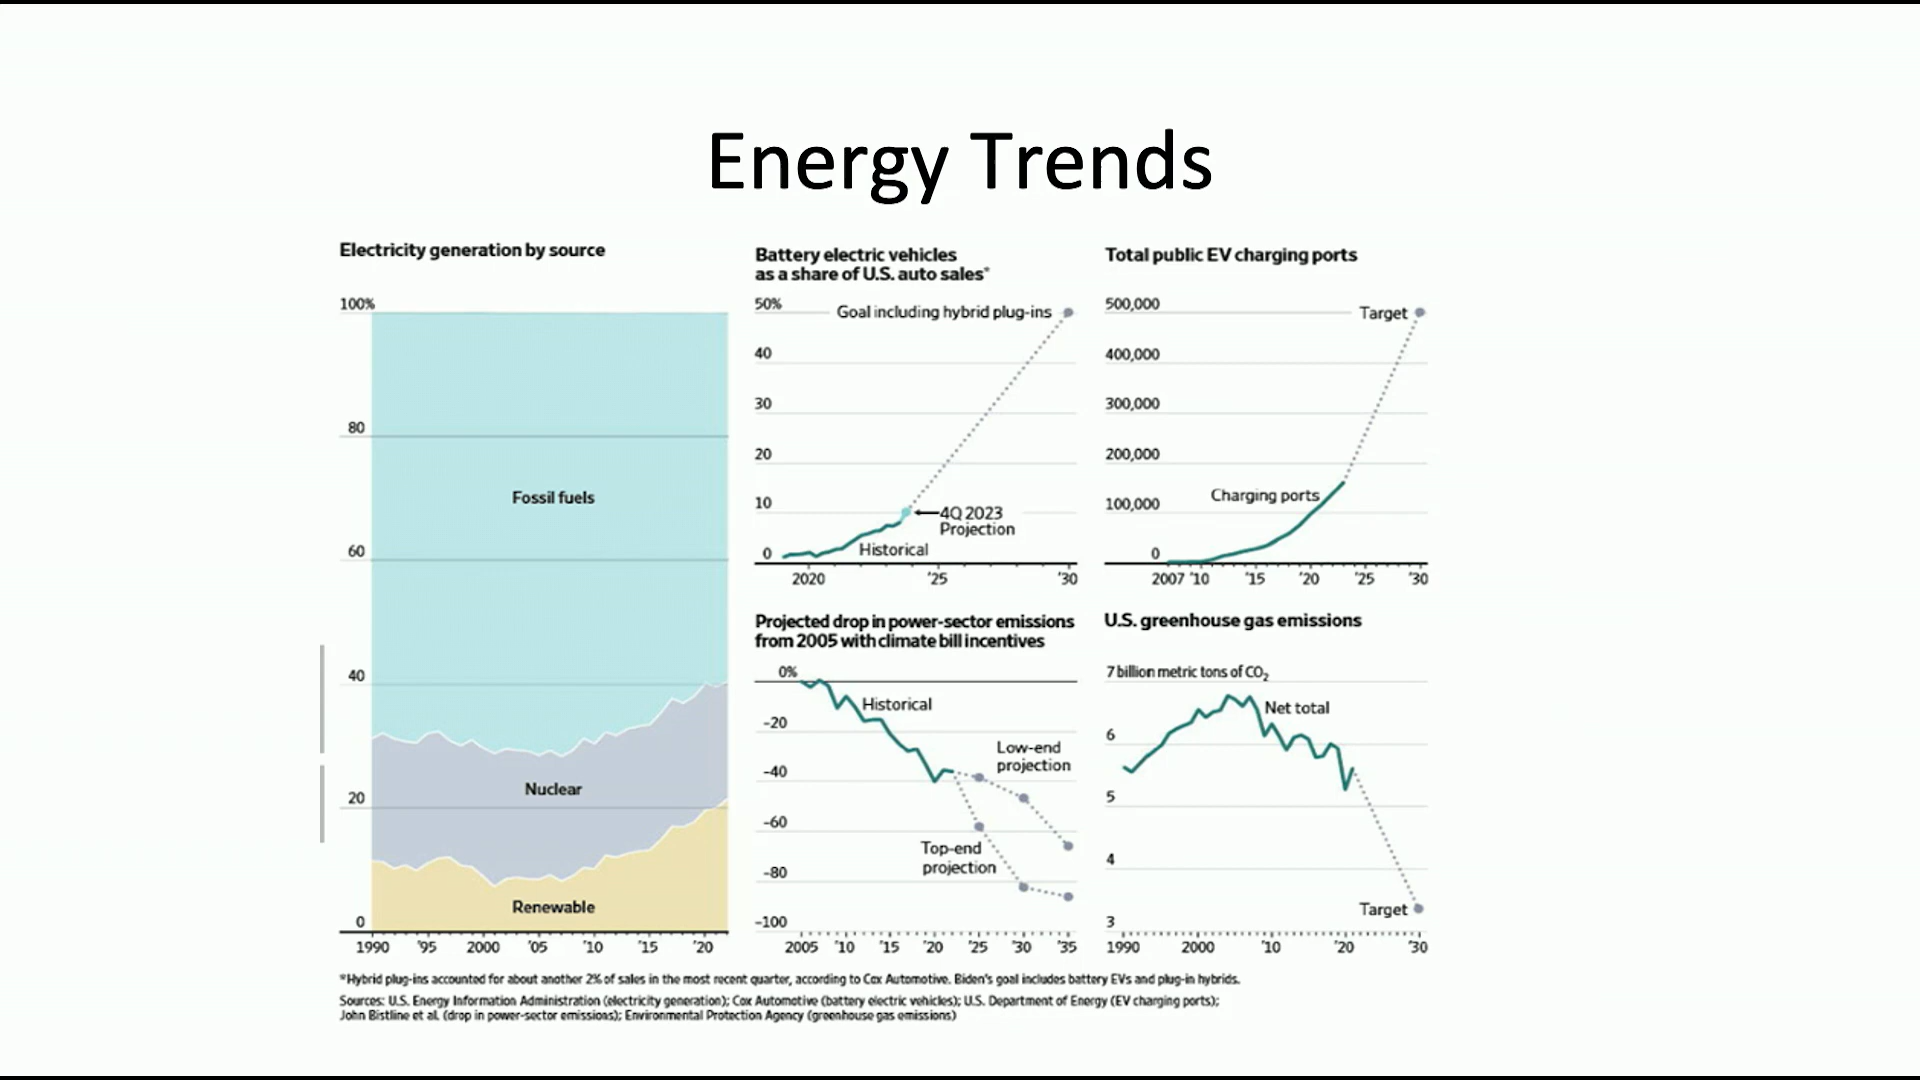 Energy Trends
Electricity generation by source
100%
80
60
40
20
0
Fossil fuels
Nuclear
Renewable
1990 '95 2000 '05 '10 '15 '20
Battery electric vehicles
as a share of U.S. auto sales*
50%
40
30
20
10
0
Goal including hybrid plug-ins
4Q 2023
Projection
Historical
2020 '25 '30
Total public EV charging ports
500,000
400,000
300,000
200,000
100,000
0
Target
Charging ports
2007 '10 '15 '20 '25 '30
Projected drop in power-sector emissions
from 2005 with climate bill incentives
0%
-20
-40
-60
-80
-100
Historical
Low-end
projection
Top-end
projection
2005 '10 '15 '20 '25 '30 '35
U.S. greenhouse gas emissions
7 billion metric tons of CO₂
6
5
4
3
Net total
Target
1990 2000 '10 '20 '30
*Hybrid plug-ins accounted for about another 2% of sales in the most recent quarter, according to Cox Automotive. Biden's goal includes battery EVs and plug-in hybrids.
Sources: U.S. Energy Information Administration (electricity generation); Cox Automotive (battery electric vehicles); U.S. Department of Energy (EV charging ports);
John Bistline et al. (drop in power-sector emissions); Environmental Protection Agency (greenhouse gas emissions)